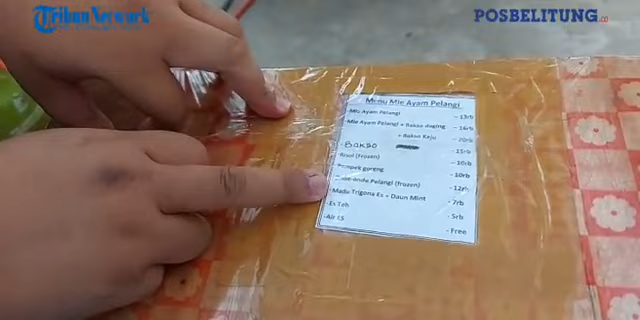 Tribun Network
POSBELITUNG.co
Menu Mie Ayam Pelangi
-Mie Ayam Pelangi - 13rb
-Mie Ayam Pelangi + Bakso daging - 16rb
+ Bakso Keju - 20rb
-Bakso - 15rb
(frozen) - 10rb
goreng - 10rb
Pelangi (frozen) - 12rb
-Madu Trigona Es + Daun Mint - 7rb
-Es Teh - 5rb
-Air ES - Free